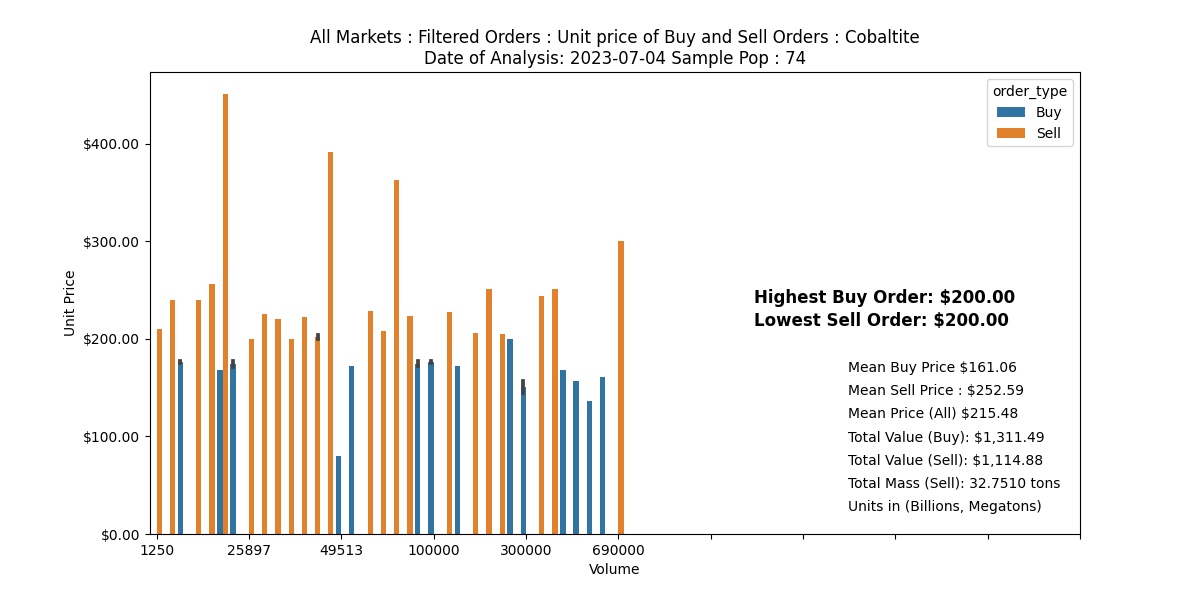 All Markets : Filtered Orders : Unit price of Buy and Sell Orders : Cobaltite
Date of Analysis: 2023-07-04 Sample Pop : 74
order_type
Buy
Sell
$400.00
$300.00
$200.00
$100.00
$0.00
Unit Price
Highest Buy Order: $200.00
Lowest Sell Order: $200.00
Mean Buy Price $161.06
Mean Sell Price : $252.59
Mean Price (All) $215.48
Total Value (Buy): $1,311.49
Total Value (Sell): $1,114.88
Total Mass (Sell): 32.7510 tons
Units in (Billions, Megatons)
1250 25897 49513 100000 300000 690000
Volume